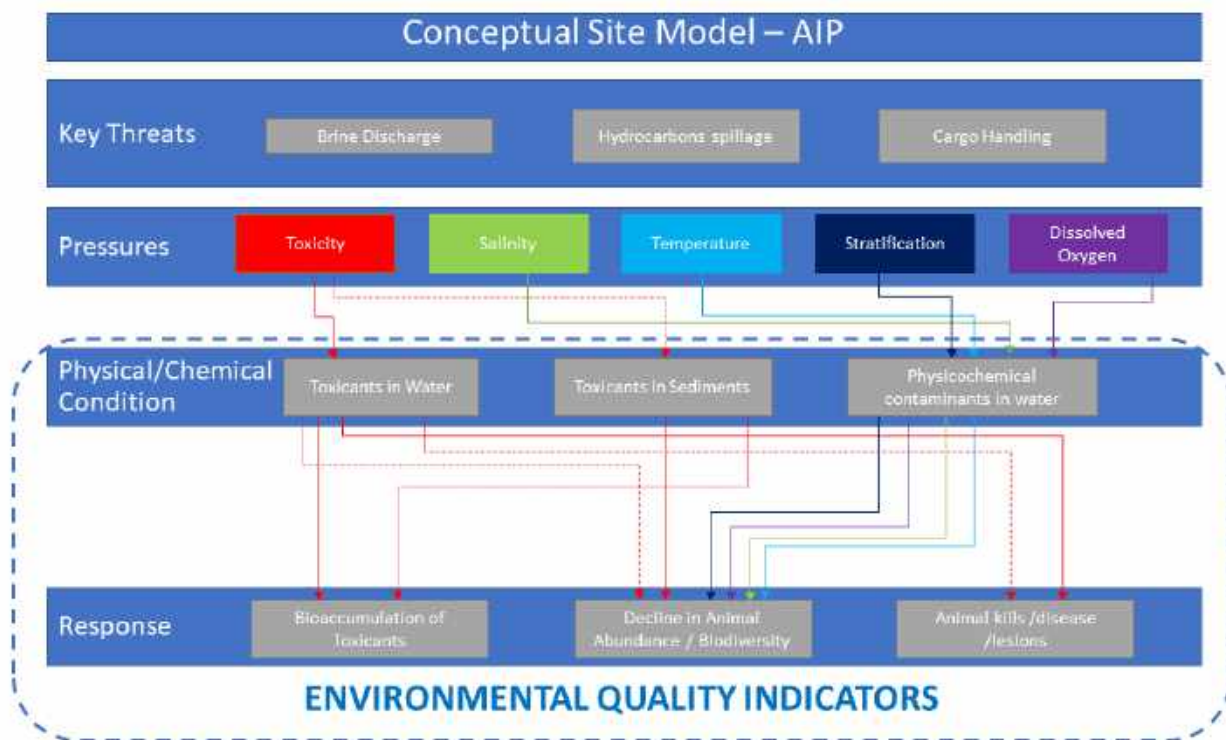 Conceptual Site Model – AIP
Key Threats
Brine Discharge
Hydrocarbons spillage
Cargo Handling
Pressures
Toxicity
Salinity
Temperature
Stratification
Dissolved
Oxygen
Physical/Chemical
Condition
Toxicants in Water
Toxicants in Sediments
Physicochemical
contaminants in water
Response
Bioaccumulation of
Toxicants
Decline in Animal
Abundance / Biodiversity
Animal kills /disease
/lesions
ENVIRONMENTAL QUALITY INDICATORS